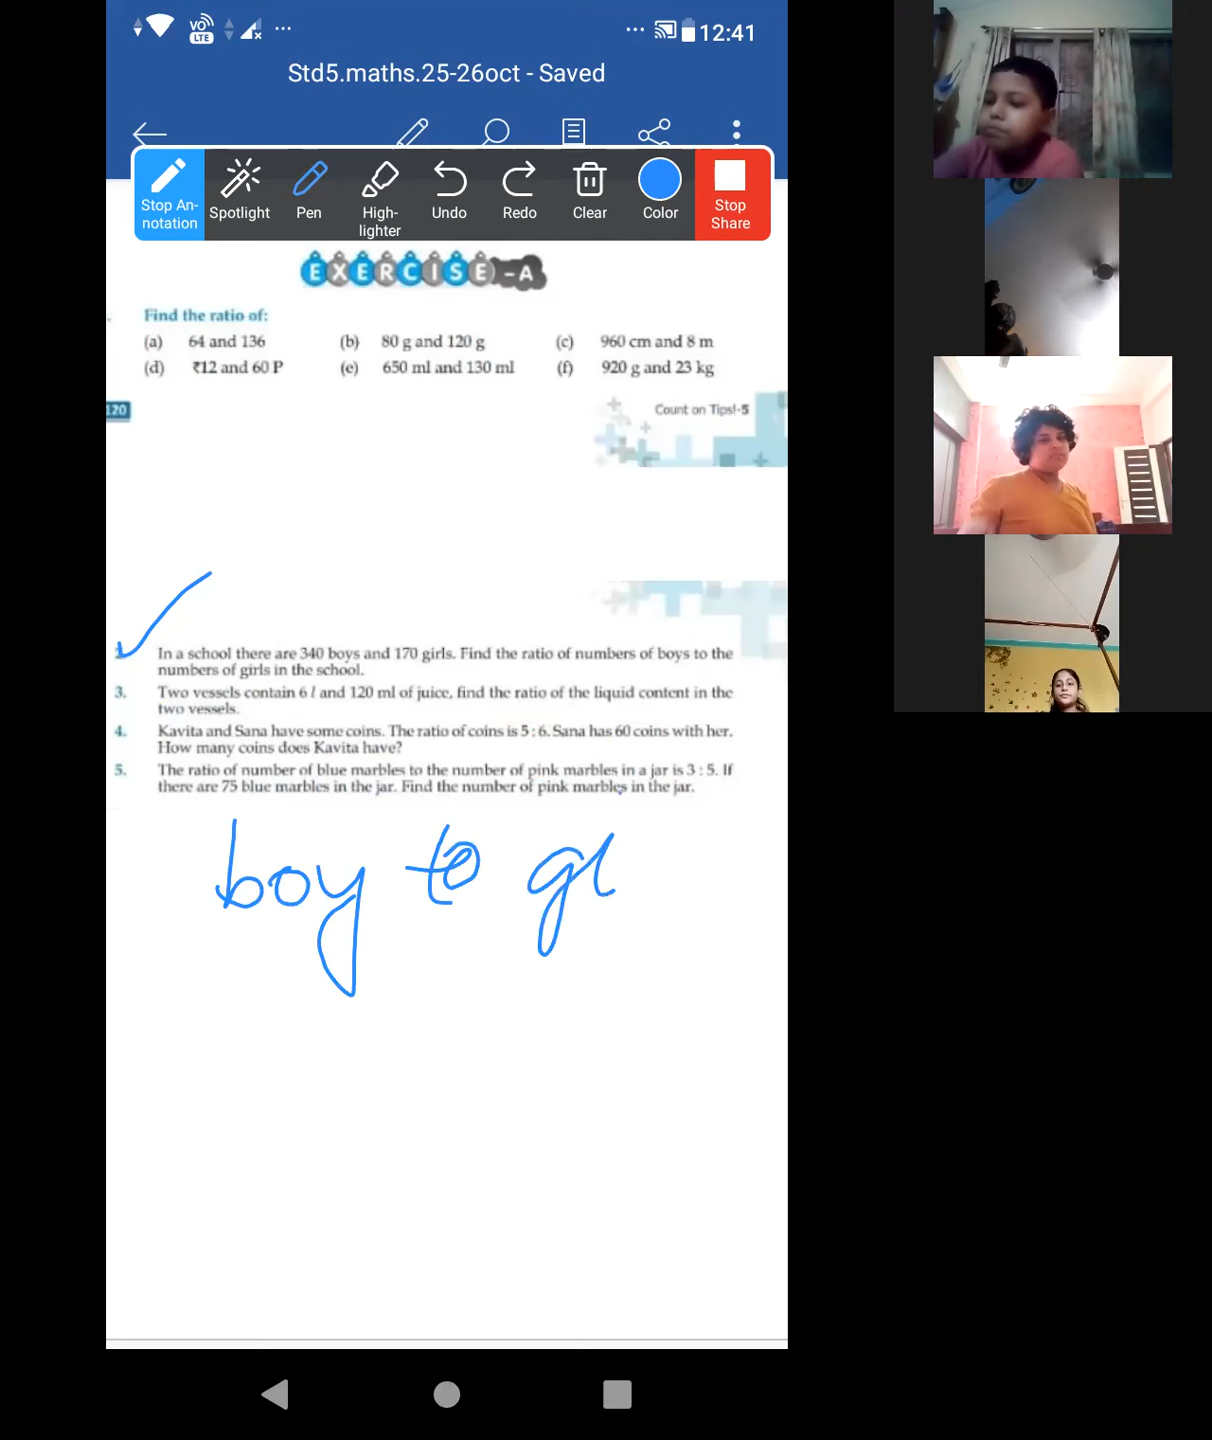 VO LTE
12:41
Std5.maths.25-26oct - Saved
Stop An-
notation
Spotlight
Pen
High-
lighter
Undo
Redo
Clear
Color
Stop
Share
EXERCISE-A
Find the ratio of:
(a) 64 and 136 (b) 80 g and 120 g (c) 960 cm and 8 m
(d) ₹12 and 60 P (e) 650 ml and 130 ml (f) 920 g and 23 kg
120
Count on Tips!-5
In a school there are 340 boys and 170 girls. Find the ratio of numbers of boys to the
numbers of girls in the school.
3. Two vessels contain 6 l and 120 ml of juice, find the ratio of the liquid content in the
two vessels.
4. Kavita and Sana have some coins. The ratio of coins is 5 : 6. Sana has 60 coins with her.
How many coins does Kavita have?
5. The ratio of number of blue marbles to the number of pink marbles in a jar is 3 : 5. If
there are 75 blue marbles in the jar. Find the number of pink marbles in the jar.
boy to